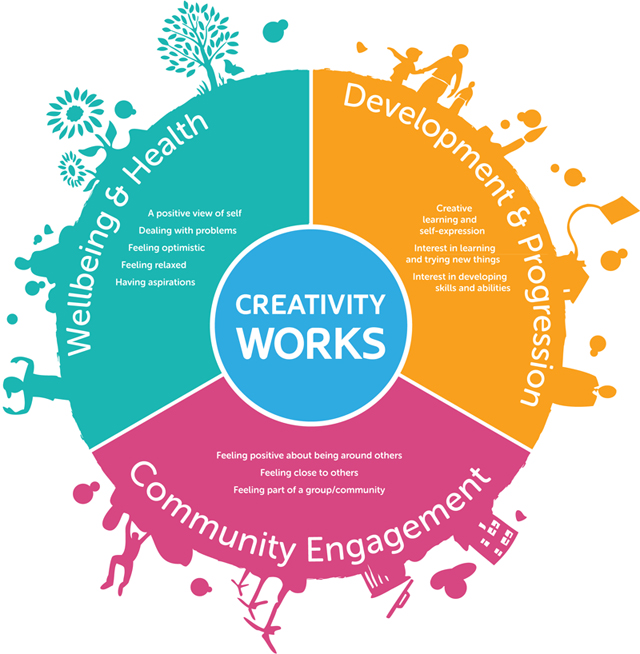 Wellbeing & Health
A positive view of self
Dealing with problems
Feeling optimistic
Feeling relaxed
Having aspirations
Development & Progression
Creative
learning and
self-expression
Interest in learning
and trying new things
Interest in developing
skills and abilities
CREATIVITY
WORKS
Feeling positive about being around others
Feeling close to others
Feeling part of a group/community
Community Engagement